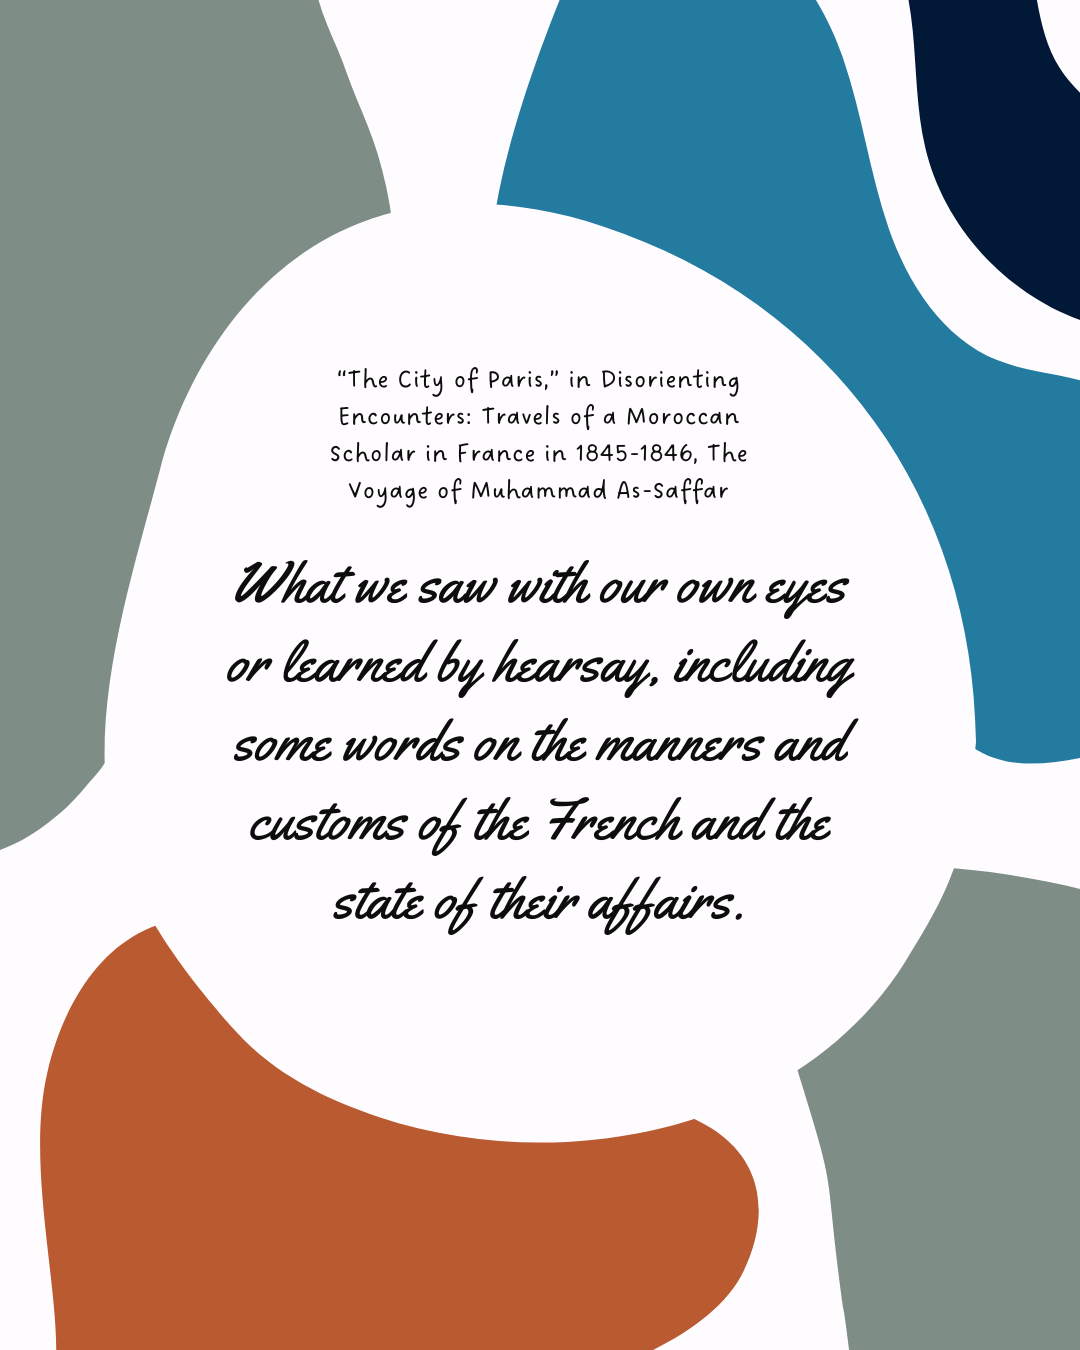 “The City of Paris,” in Disorienting
Encounters: Travels of a Moroccan
Scholar in France in 1845-1846, The
Voyage of Muhammad As-Saffar
What we saw with our own eyes
or learned by hearsay, including
some words on the manners and
customs of the French and the
state of their affairs.